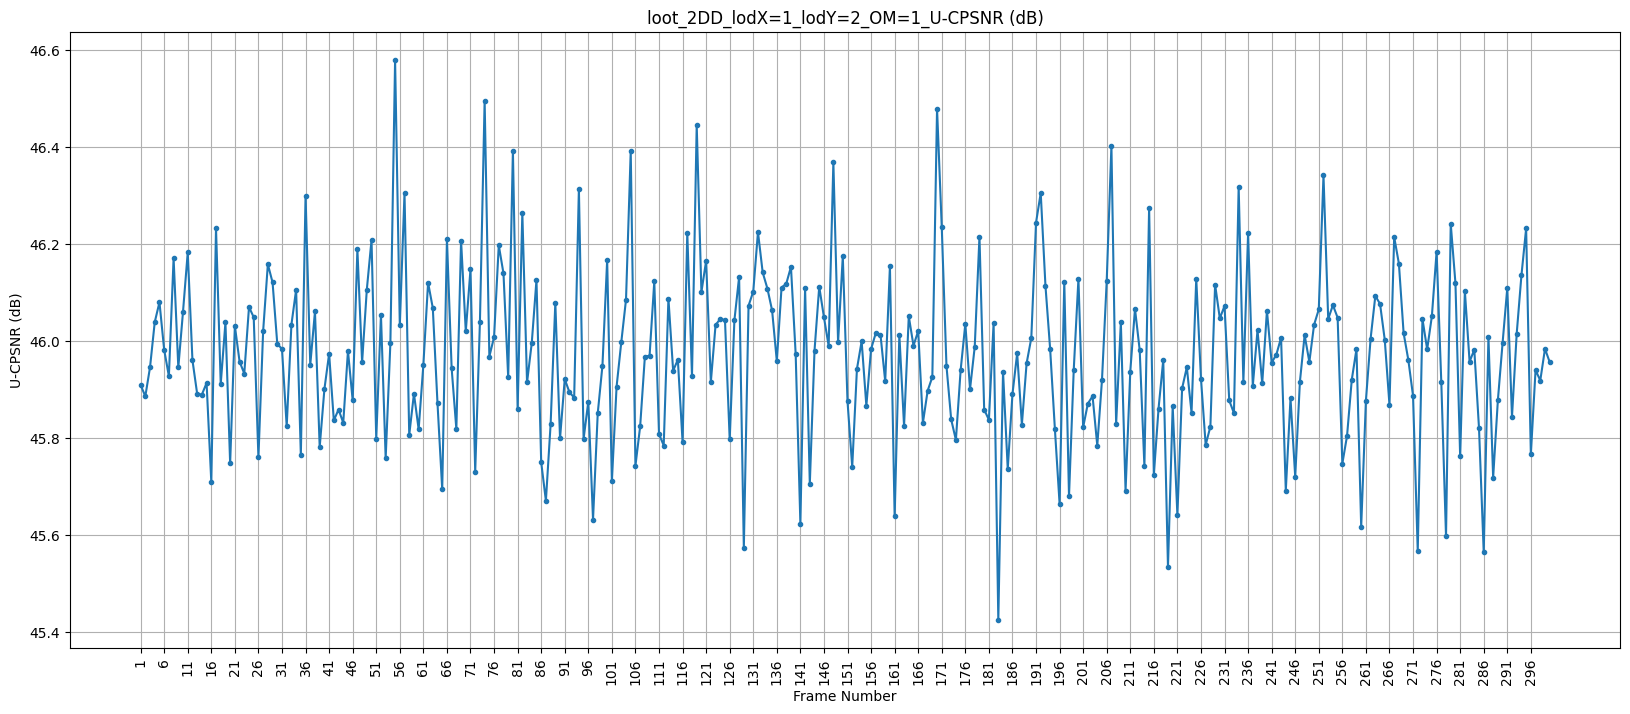 loot_2DD_lodX=1_lodY=2_OM=1_U-CPSNR (dB)
U-CPSNR (dB)
46.6
46.4
46.2
46.0
45.8
45.6
45.4
1 6 11 16 21 26 31 36 41 46 51 56 61 66 71 76 81 86 91 96 101 106 111 116 121 126 131 136 141 146 151 156 161 166 171 176 181 186 191 196 201 206 211 216 221 226 231 236 241 246 251 256 261 266 271 276 281 286 291 296
Frame Number